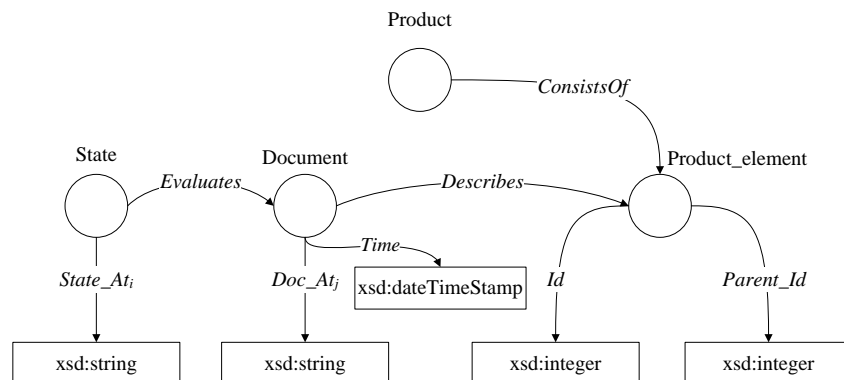 Product
ConsistsOf
State
Document
Product_element
Evaluates
Describes
Time
State_Atᵢ
Doc_Atⱼ
xsd:dateTimeStamp
Id
Parent_Id
xsd:string
xsd:string
xsd:integer
xsd:integer